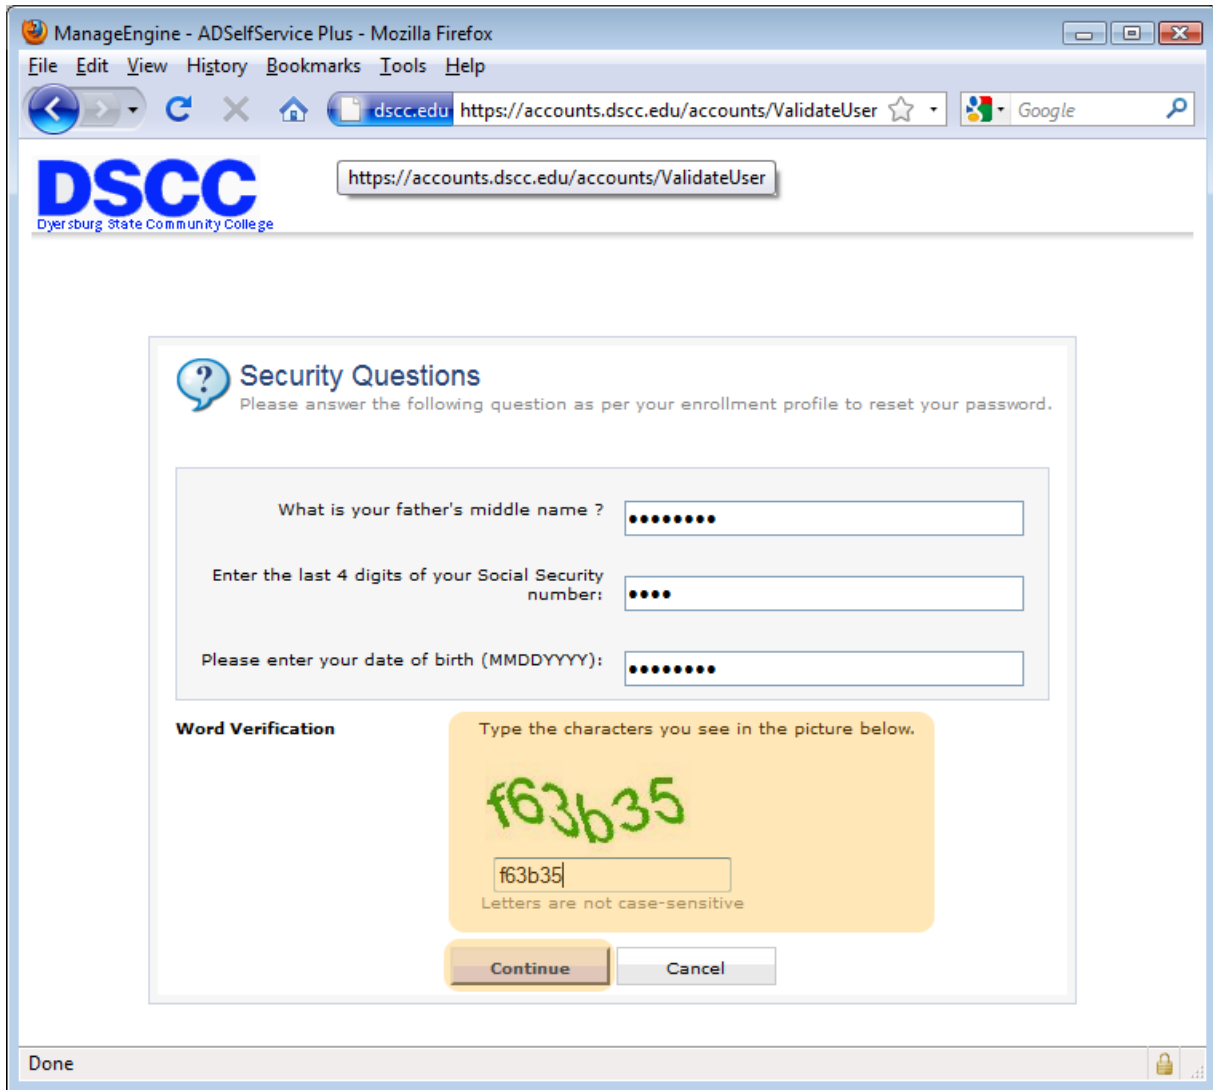 ManageEngine - ADSelfService Plus - Mozilla Firefox
File Edit View History Bookmarks Tools Help
dscc.edu https://accounts.dscc.edu/accounts/ValidateUser Google
DSCC
Dyersburg State Community College
https://accounts.dscc.edu/accounts/ValidateUser
? Security Questions
Please answer the following question as per your enrollment profile to reset your password.
What is your father's middle name ? ••••••••
Enter the last 4 digits of your Social Security
number: ••••
Please enter your date of birth (MMDDYYYY): ••••••••
Word Verification Type the characters you see in the picture below.
f63b35
f63b35
Letters are not case-sensitive
Continue Cancel
Done